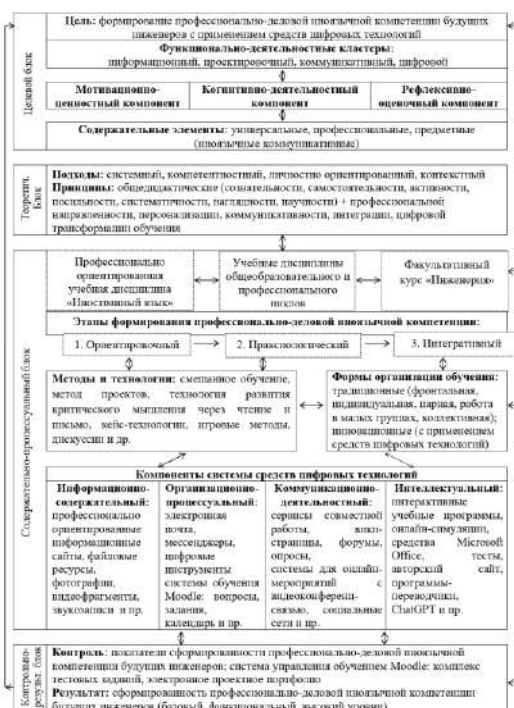 Целевой блок
Цель: формирование профессионально-деловой иноязычной компетенции будущих
инженеров с применением средств цифровых технологий
Функционально-деятельностные кластеры:
информационный, проектировочный, коммуникативный, цифровой
Мотивационно-
ценностный компонент
Когнитивно-деятельностный
компонент
Рефлексивно-
оценочный компонент
Содержательные элементы: универсальные, профессиональные, предметные
(иноязычные коммуникативные)
Теоретич.
блок
Подходы: системный, компетентностный, личностно ориентированный, контекстный
Принципы: общедидактические (сознательности, самостоятельности, активности,
посильности, систематичности, наглядности, научности) + профессиональной
направленности, персонализации, коммуникативности, интеграции, цифровой
трансформации обучения
Содержательно-процессуальный блок
Профессионально
ориентированная
учебная дисциплина
«Иностранный язык»
Учебные дисциплины
общеобразовательного и
профессионального
циклов
Факультативный
курс «Инженерия»
Этапы формирования профессионально-деловой иноязычной компетенции:
1. Ориентировочный
2. Праксиологический
3. Интегративный
Методы и технологии: смешанное обучение,
метод проектов, технология развития
критического мышления через чтение и
письмо, кейс-технологии, игровые методы,
дискуссии и др.
Формы организации обучения:
традиционные (фронтальная,
индивидуальная, парная, работа
в малых группах, коллективная);
инновационные (с применением
средств цифровых технологий)
Компоненты системы средств цифровых технологий
Информационно-
содержательный:
профессионально
ориентированные
информационные
сайты, файловые
ресурсы,
фотографии,
видеофрагменты,
звукозаписи и пр.
Организационно-
процессуальный:
электронная
почта,
мессенджеры,
цифровые
инструменты
системы обучения
Moodle: вопросы,
задания,
календарь и пр.
Коммуникационно-
деятельностный:
сервисы совместной
работы, вики-
страницы, форумы,
опросы,
системы для онлайн-
мероприятий с
видеоконференц-
связью, социальные
сети и пр.
Интеллектуальный:
интерактивные
учебные программы,
онлайн-симуляции,
средства Microsoft
Office, тесты,
авторский сайт,
программы-
переводчики,
ChatGPT и пр.
Контрольно-
результ. блок
Контроль: показатели сформированности профессионально-деловой иноязычной
компетенции будущих инженеров; система управления обучением Moodle: комплекс
тестовых заданий, электронное проектное портфолио
Результат: сформированность профессионально-деловой иноязычной компетенции
будущих инженеров (базовый, функциональный, высокий уровни)